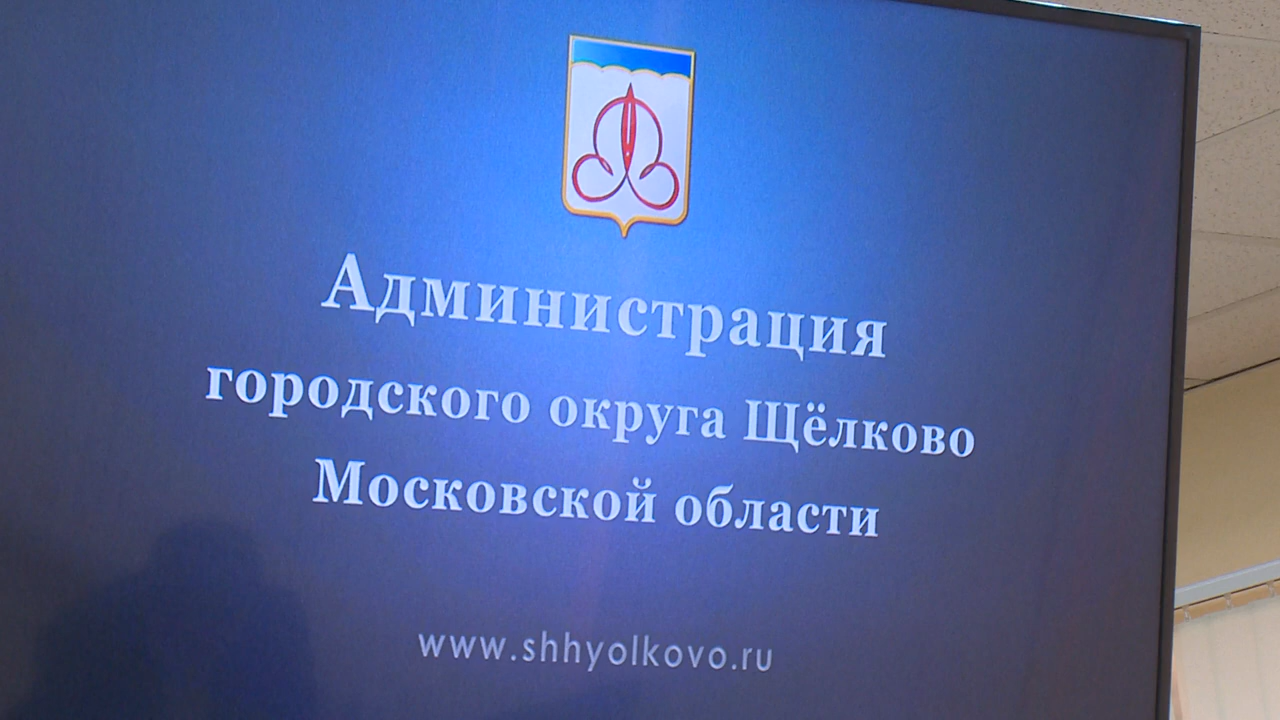 Администрация
городского округа Щёлково
Московской области
www.shhyolkovo.ru